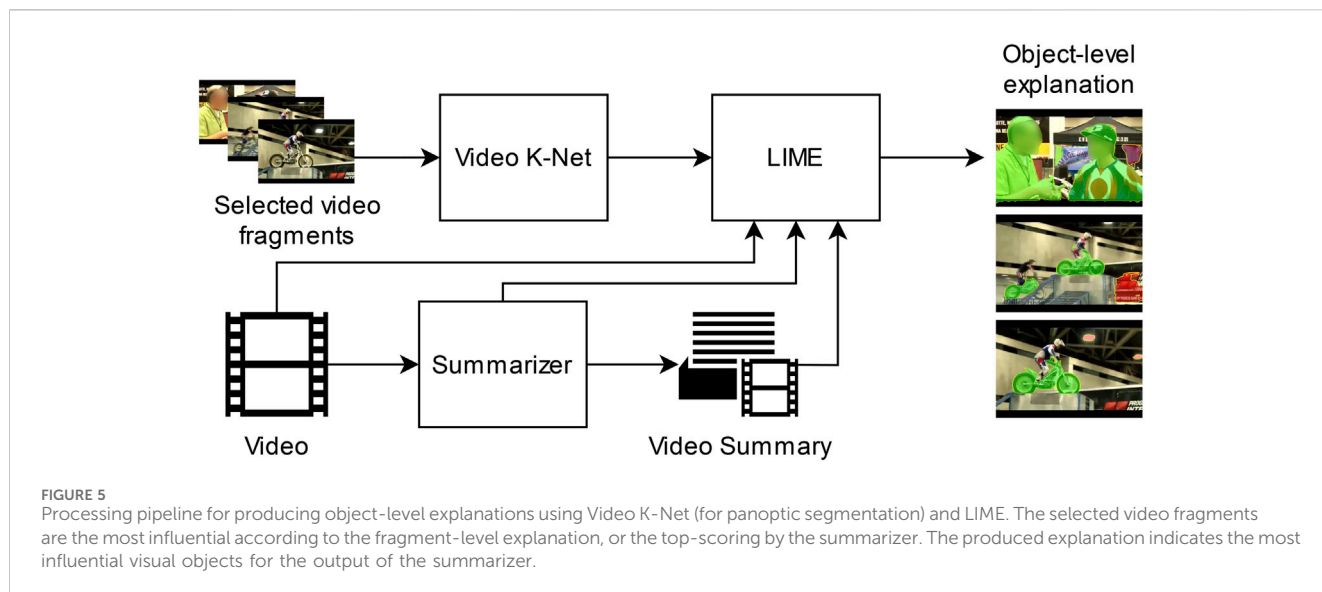 Object-level
explanation
Video K-Net
LIME
Selected video
fragments
Summarizer
Video
Video Summary
FIGURE 5
Processing pipeline for producing object-level explanations using Video K-Net (for panoptic segmentation) and LIME. The selected video fragments
are the most influential according to the fragment-level explanation, or the top-scoring by the summarizer. The produced explanation indicates the most
influential visual objects for the output of the summarizer.